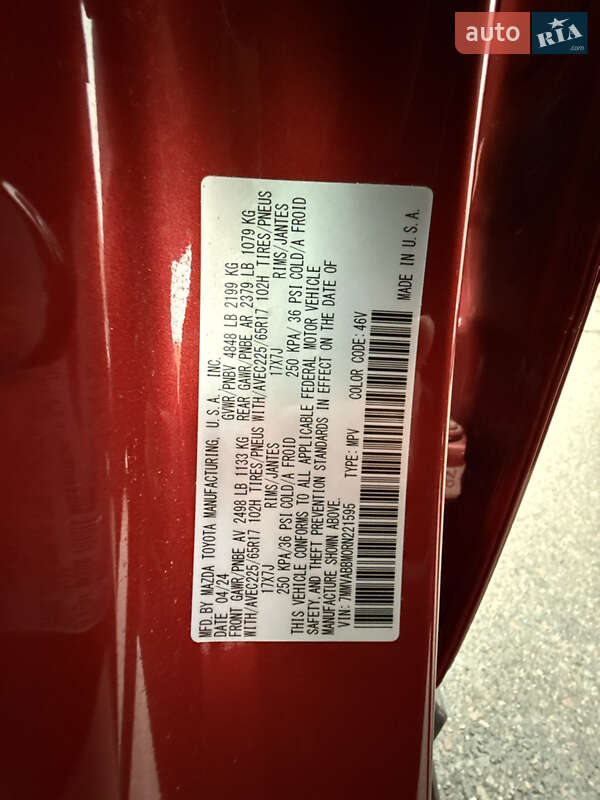 auto RIA .com
MFD. BY MAZDA TOYOTA MANUFACTURING, U.S.A. INC.
DATE. 04/24 GVWR/PNBV 4848 LB 2199 KG
FRONT GAWR/PNBE AV 2498 LB 1133 KG REAR GAWR/PNBE AR 2379 LB 1079 KG
WITH/AVEC225/65R17 102H TIRES/PNEUS WITH/AVEC225/65R17 102H TIRES/PNEUS
17X7J RIMS/JANTES 17X7J RIMS/JANTES
250 KPA/36 PSI COLD/A FROID 250 KPA/ 36 PSI COLD/A FROID
THIS VEHICLE CONFORMS TO ALL APPLICABLE FEDERAL MOTOR VEHICLE
SAFETY, AND THEFT PREVENTION STANDARDS IN EFFECT ON THE DATE OF
MANUFACTURE SHOWN ABOVE.
VIN: 7MMVABBM0RN221595 TYPE: MPV COLOR CODE: 46V
MADE IN U.S.A.